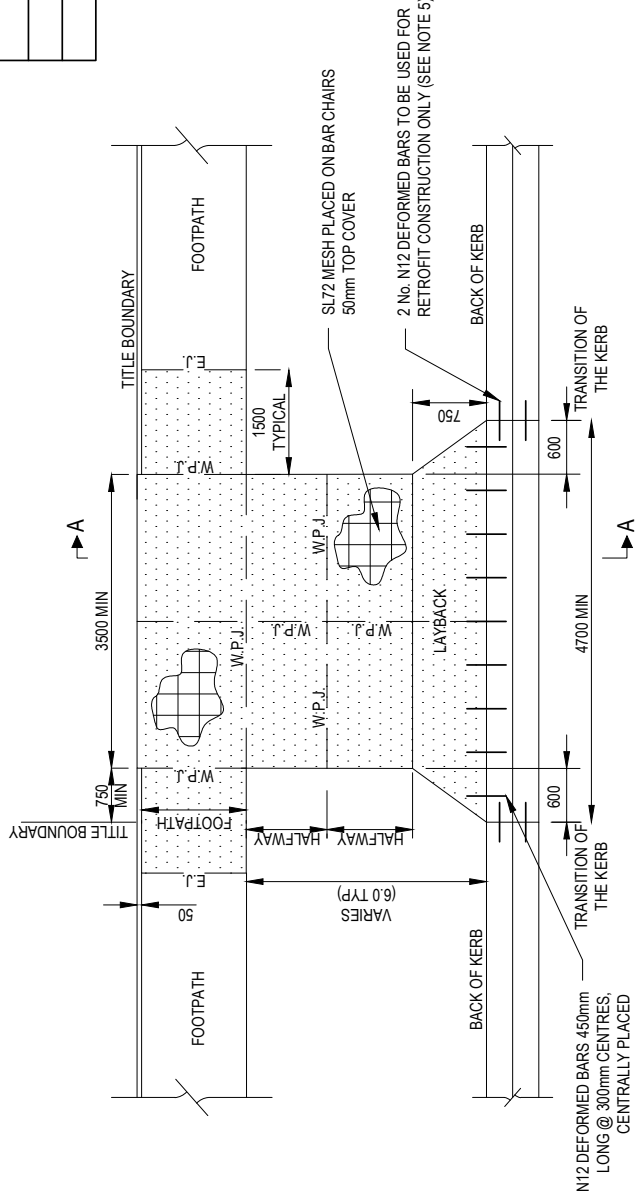 TITLE BOUNDARY
FOOTPATH
E.J.
W.P.J.
1500
TYPICAL
SL72 MESH PLACED ON BAR CHAIRS
50mm TOP COVER
2 No. N12 DEFORMED BARS TO BE USED FOR
RETROFIT CONSTRUCTION ONLY (SEE NOTE 5)
BACK OF KERB
750
600
TRANSITION OF
THE KERB
A
3500 MIN
W.P.J.
W.P.J.
W.P.J.
W.P.J.
W.P.J.
LAYBACK
4700 MIN
A
750
MIN
TITLE BOUNDARY
W.P.J.
FOOTPATH
HALFWAY
HALFWAY
600
E.J.
50
VARIES
(6.0 TYP)
FOOTPATH
BACK OF KERB
TRANSITION OF
THE KERB
N12 DEFORMED BARS 450mm
LONG @ 300mm CENTRES,
CENTRALLY PLACED